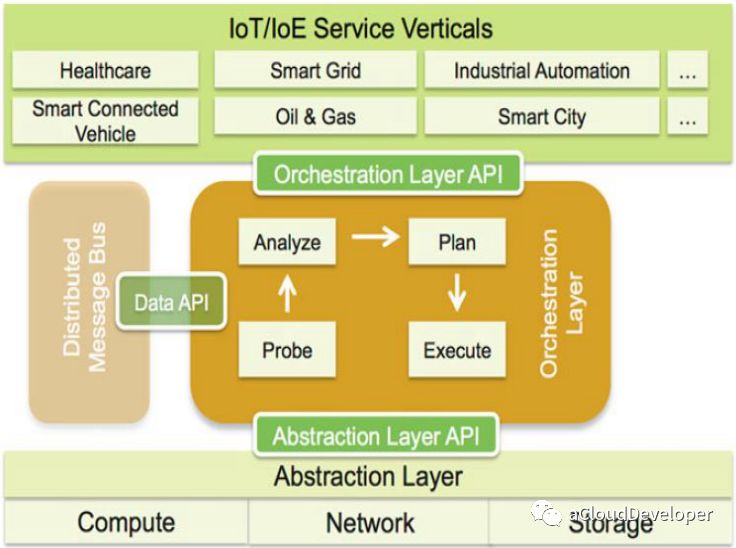 IoT/IoE Service Verticals
Healthcare
Smart Grid
Industrial Automation
...
Smart Connected
Vehicle
Oil & Gas
Smart City
...
Orchestration Layer API
Distributed
Message Bus
Data API
Analyze
Plan
Probe
Execute
Orchestration
Layer
Abstraction Layer API
Abstraction Layer
Compute
Network
Storage
aCloudDeveloper